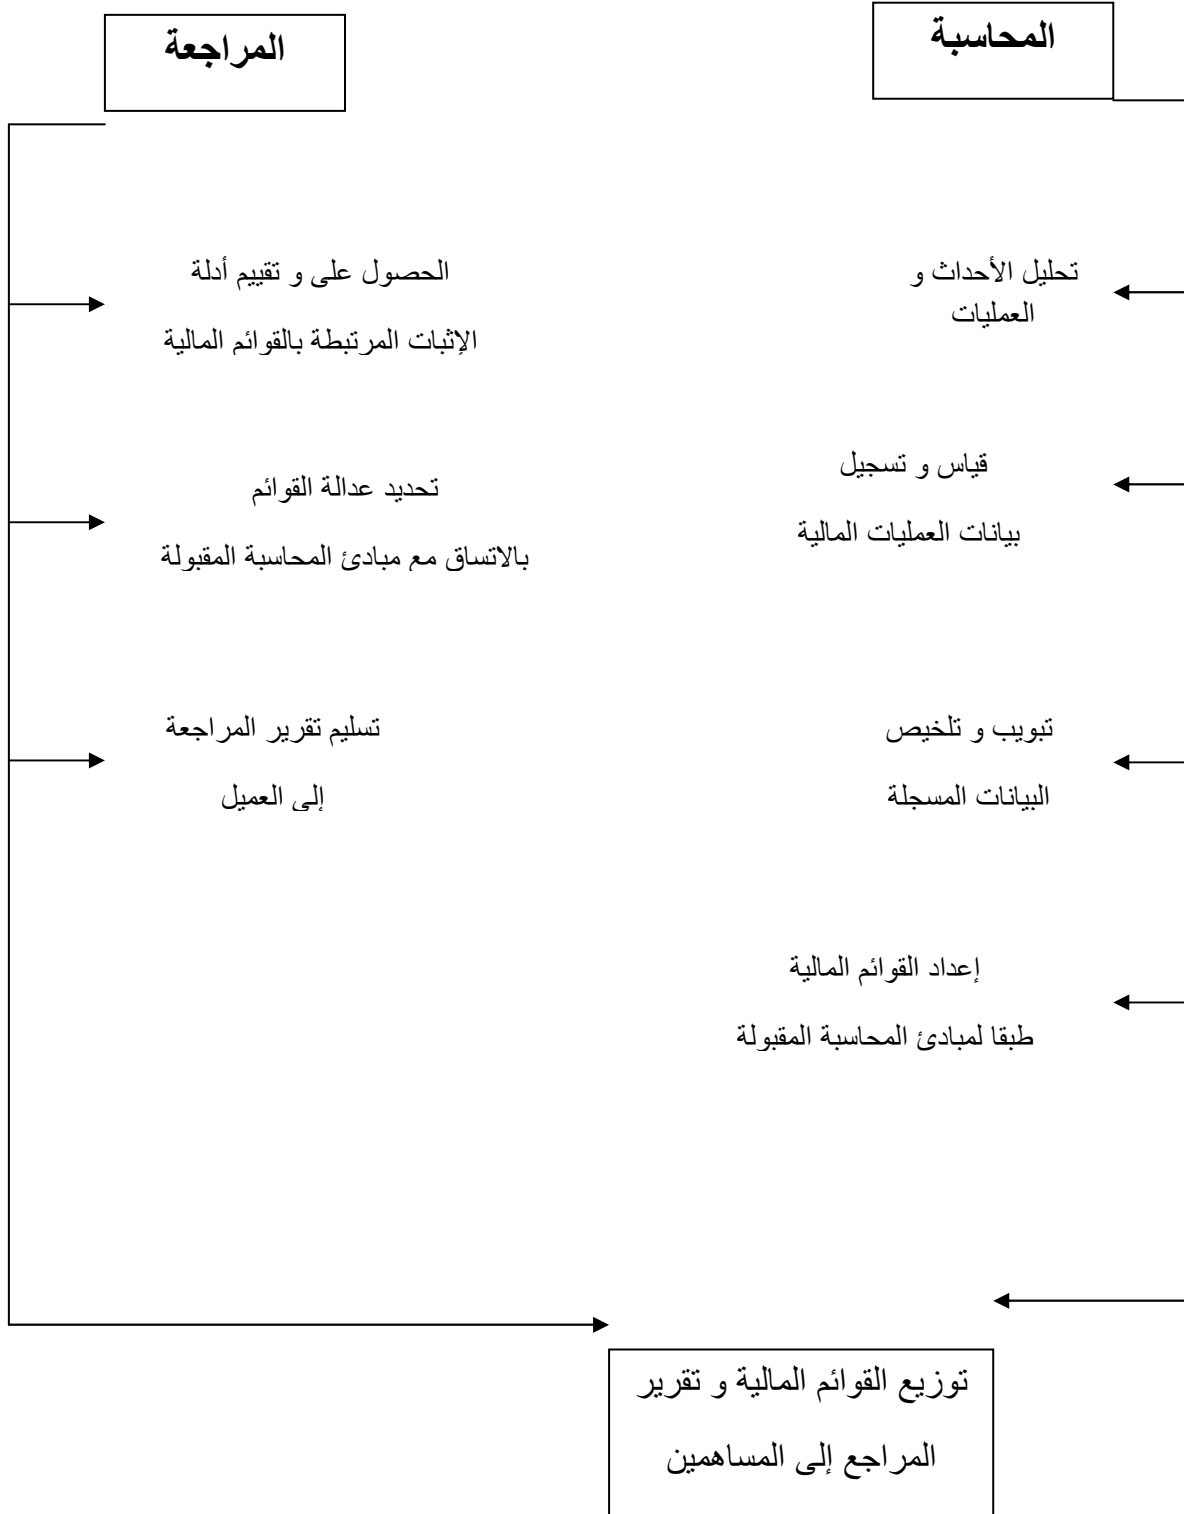 المحاسبة
المراجعة
تحليل الأحداث و
العمليات
الحصول على و تقييم أدلة
الإثبات المرتبطة بالقوائم المالية
قياس و تسجيل
بيانات العمليات المالية
تحديد عدالة القوائم
بالاتساق مع مبادئ المحاسبة المقبولة
تبويب و تلخيص
البيانات المسجلة
تسليم تقرير المراجعة
إلى العميل
إعداد القوائم المالية
طبقا لمبادئ المحاسبة المقبولة
توزيع القوائم المالية و تقرير
المراجع إلى المساهمين